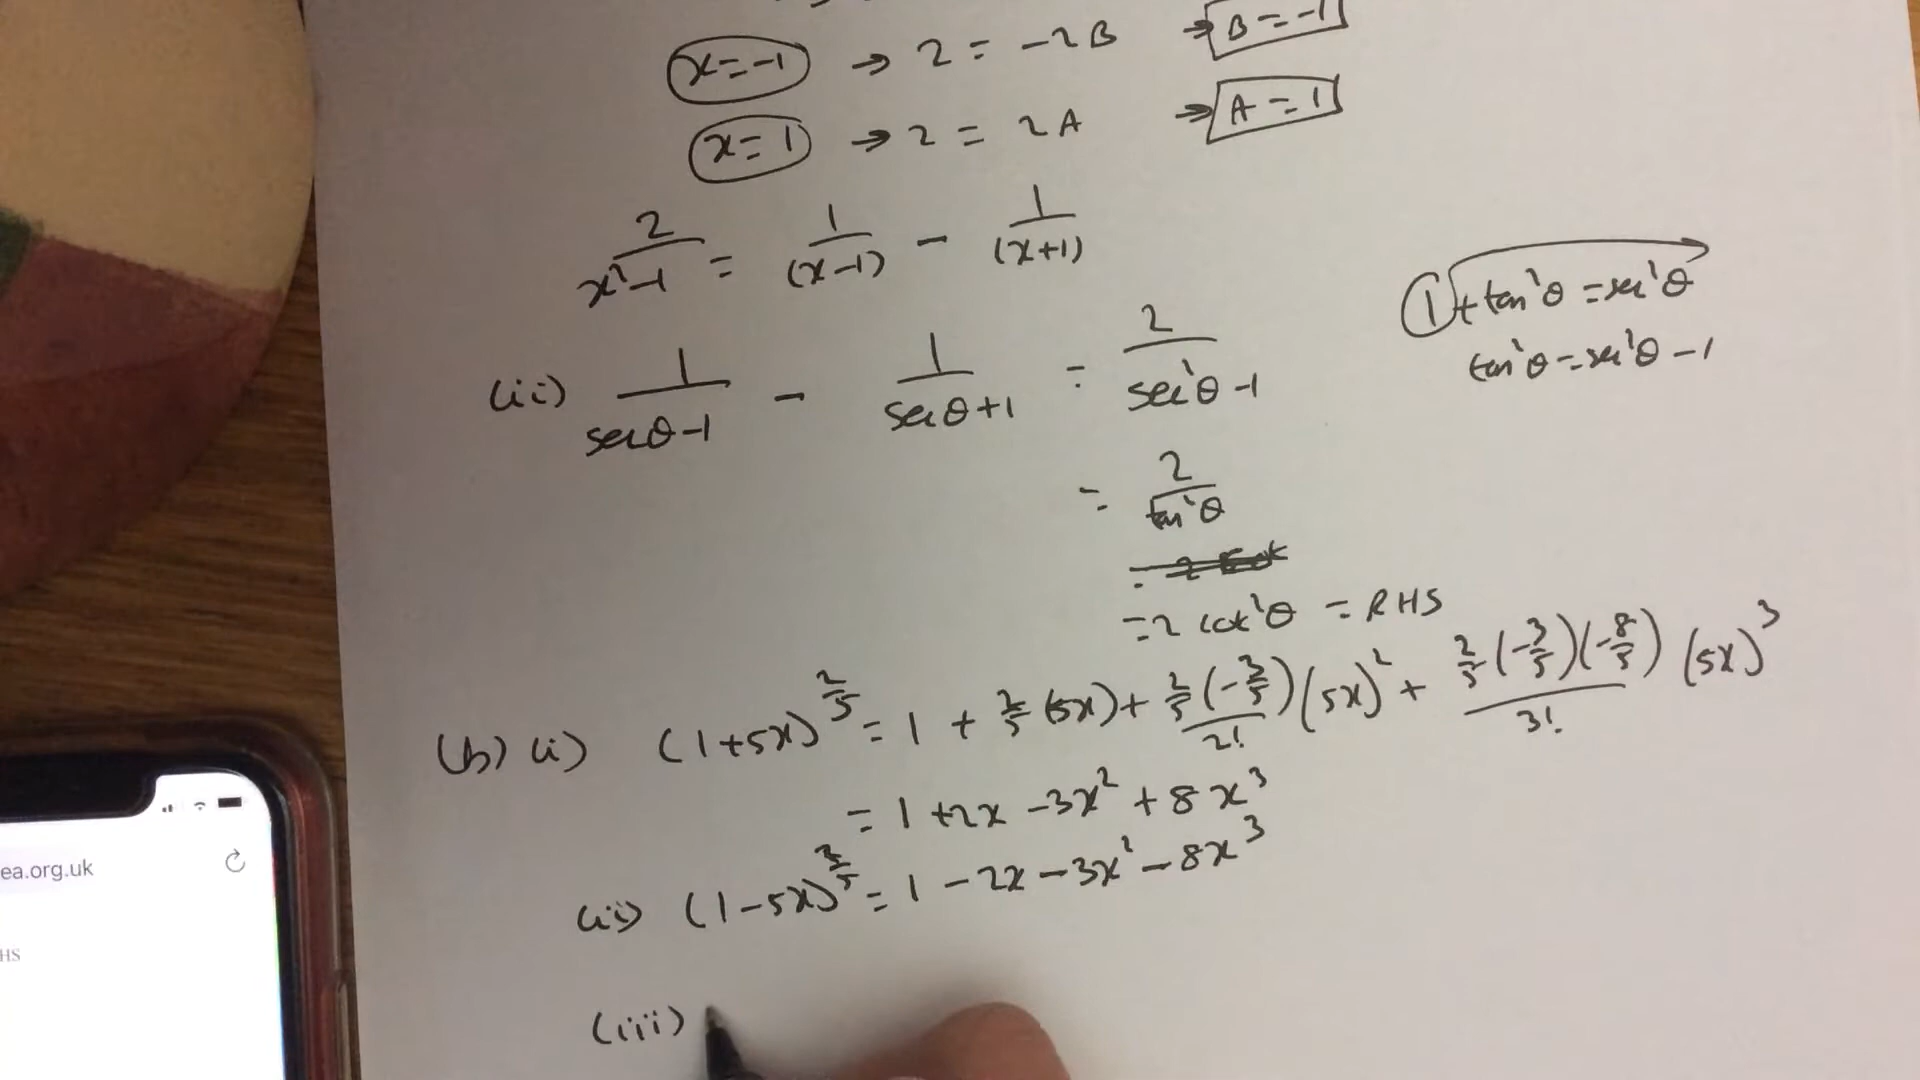 x=-1 → 2 = -2B → B=-1
x=1 → 2 = 2A → A=1
2/(x²-1) = 1/(x-1) - 1/(x+1)
1+tan²θ=sec²θ
tan²θ=sec²θ-1
(ii) 1/(secθ-1) - 1/(secθ+1) = 2/(sec²θ-1)
= 2/tan²θ
=2 cot²θ = RHS
(b) (i) (1+5x)^(2/5) = 1 + 2/5 (5x) + (2/5 (-3/5))/2! (5x)² + (2/5 (-3/5)(-8/5))/3! (5x)³
= 1 +2x -3x² + 8x³
(ii) (1-5x)^(2/5) = 1 - 2x - 3x² - 8x³
(iii)
ea.org.uk
HS